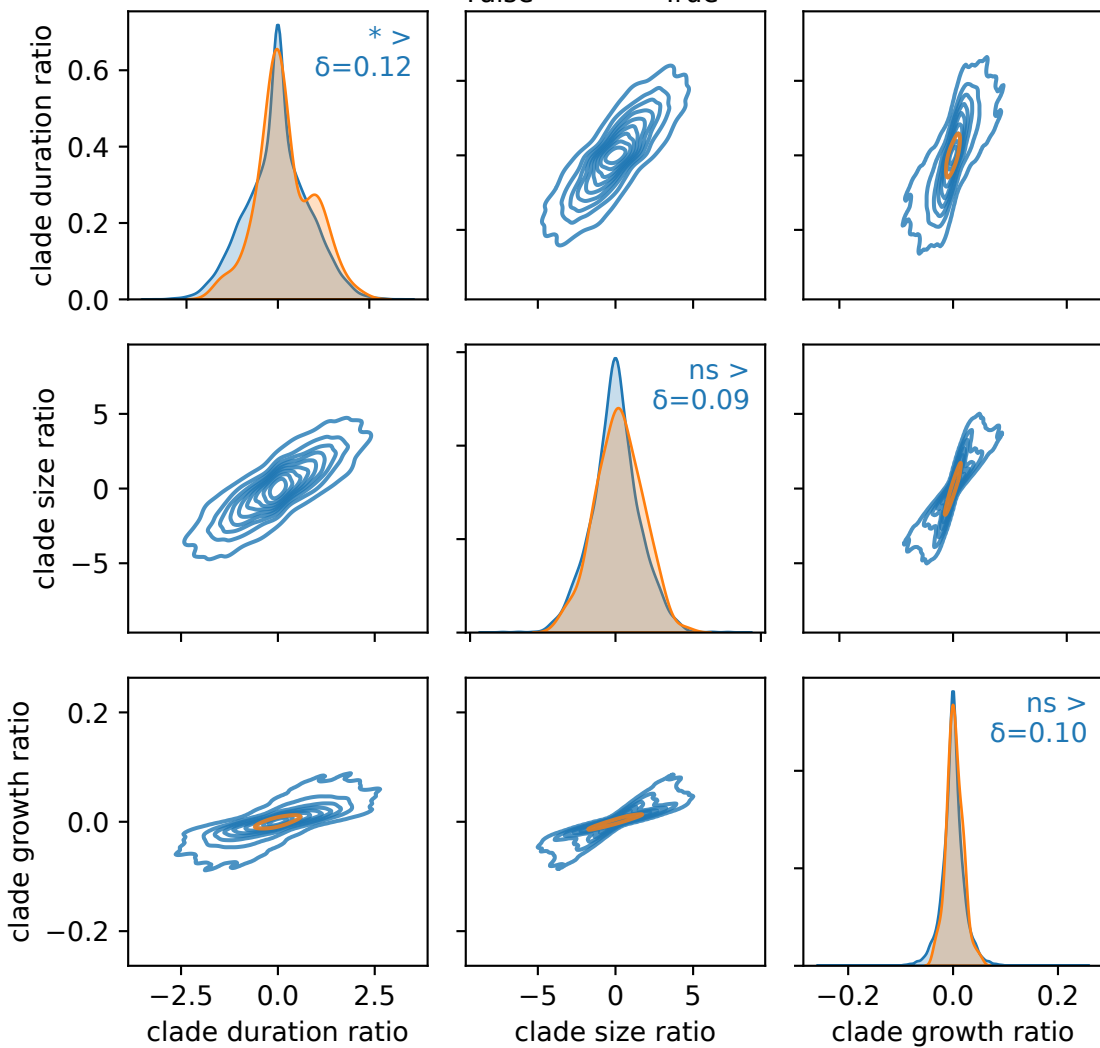 clade duration ratio
0.6
0.4
0.2
0.0
* >
δ=0.12
clade size ratio
5
0
−5
ns >
δ=0.09
clade growth ratio
0.2
0.0
−0.2
ns >
δ=0.10
−2.5 0.0 2.5
−5 0 5
−0.2 0.0 0.2
clade duration ratio
clade size ratio
clade growth ratio